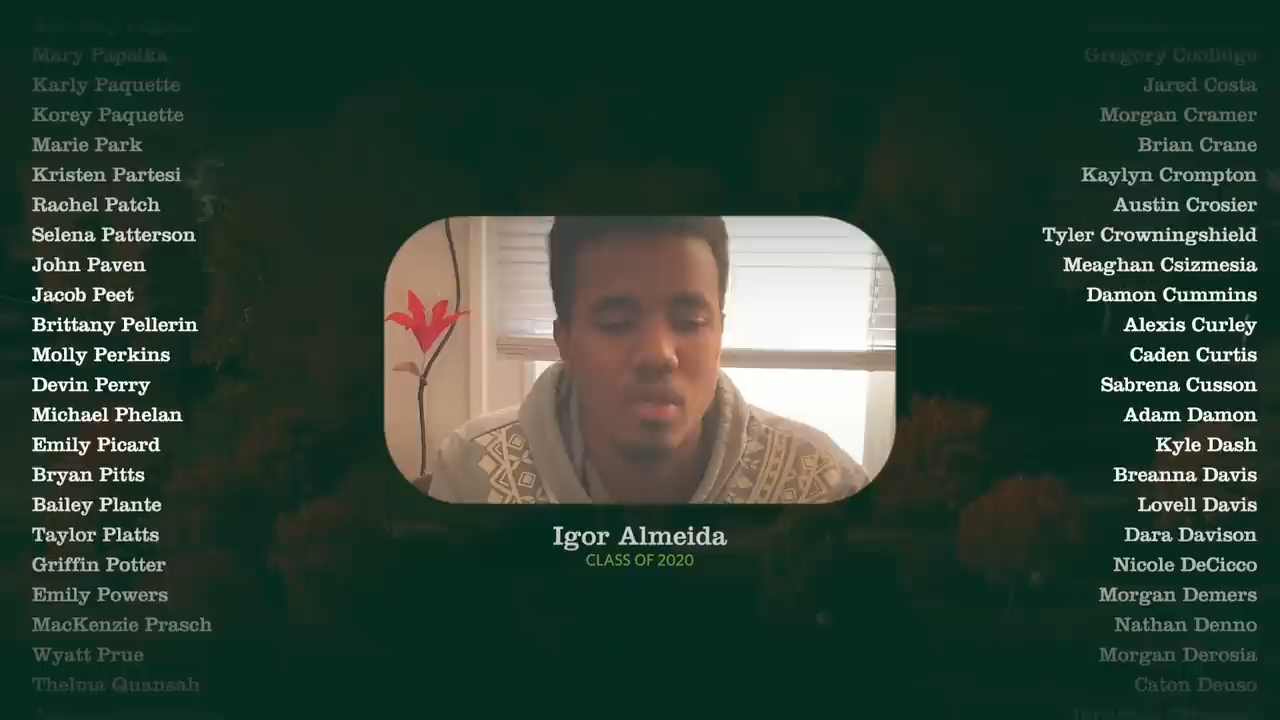 Mary Papalka
Karly Paquette
Korey Paquette
Marie Park
Kristen Partesi
Rachel Patch
Selena Patterson
John Paven
Jacob Peet
Brittany Pellerin
Molly Perkins
Devin Perry
Michael Phelan
Emily Picard
Bryan Pitts
Bailey Plante
Taylor Platts
Griffin Potter
Emily Powers
MacKenzie Prasch
Wyatt Prue
Thelma Quansah
Igor Almeida
CLASS OF 2020
Gregory Coolidge
Jared Costa
Morgan Cramer
Brian Crane
Kaylyn Crompton
Austin Crosier
Tyler Crowningshield
Meaghan Csizmesia
Damon Cummins
Alexis Curley
Caden Curtis
Sabrena Cusson
Adam Damon
Kyle Dash
Breanna Davis
Lovell Davis
Dara Davison
Nicole DeCicco
Morgan Demers
Nathan Denno
Morgan Derosia
Caton Deuso